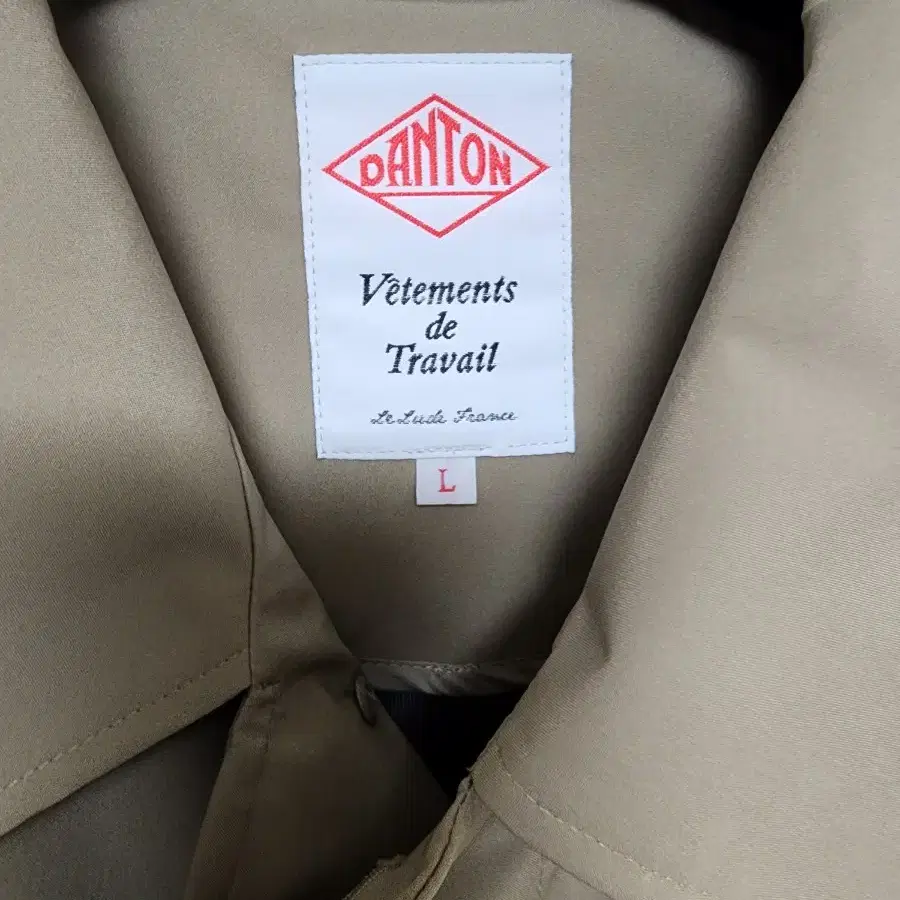 DANTON
Vêtements
de
Travail
Le Lude France
L